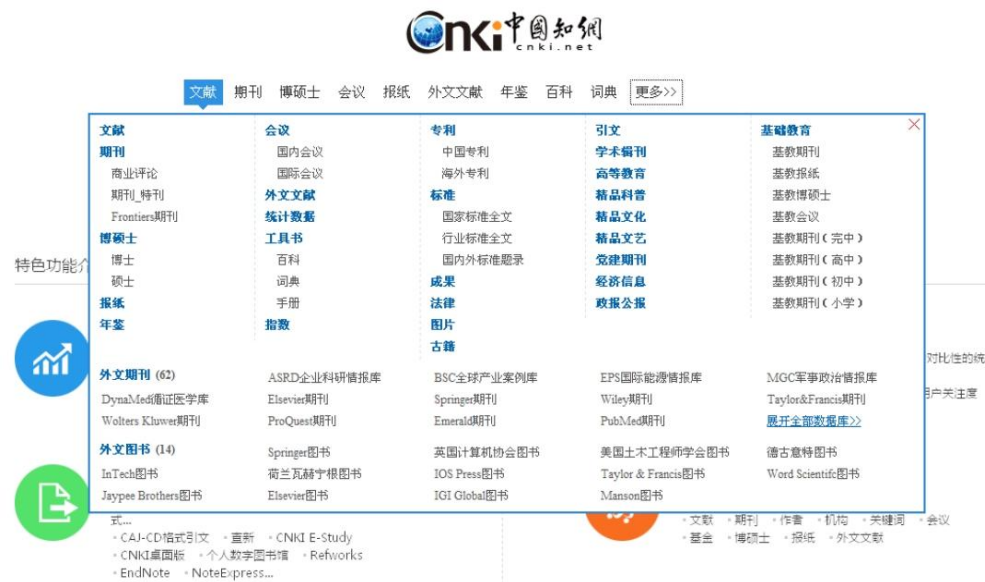 Cnki中國知網
cnki.net
文献 期刊 博硕士 会议 报纸 外文文献 年鉴 百科 词典 更多>>
文献 会议 专利 引文 基础教育
期刊 国内会议 中国专利 学术辑刊 基教期刊
商业评论 国际会议 海外专利 高等教育 基教报纸
期刊_特刊 外文文献 标准 精品科普 基教博硕士
Frontiers期刊 统计数据 国家标准全文 精品文化 基教会议
博硕士 工具书 行业标准全文 精品文艺 基教期刊(完中)
特色功能介
博士 百科 国内外标准题录 党建期刊 基教期刊(高中)
硕士 词典 成果 经济信息 基教期刊(初中)
报纸 手册 法律 政报公报 基教期刊(小学)
年鉴 指数 图片
古籍
对比性的统
外文期刊 (62) ASRD企业科研情报库 BSC全球产业案例库 EPS国际能源情报库 MGC军事政治情报库
DynaMed循证医学库 Elsevier期刊 Springer期刊 Wiley期刊 Taylor&Francis期刊
户关注度
Wolters Kluwer期刊 ProQuest期刊 Emerald期刊 PubMed期刊 展开全部数据库>>
外文图书 (14) Springer图书 英国计算机协会图书 美国土木工程师学会图书 德古意特图书
InTech图书 荷兰瓦赫宁根图书 IOS Press图书 Taylor & Francis图书 Word Scientifc图书
Jaypee Brothers图书 Elsevier图书 IGI Global图书 Manson图书
式...
·文献 ·期刊 ·作者 ·机构 ·关键词 ·会议
·CAJ-CD格式引文 ·查新 ·CNKI E-Study
·基金 ·博硕士 ·报纸 ·外文文献
·CNKI桌面版 ·个人数字图书馆 ·Refworks
·EndNote ·NoteExpress...